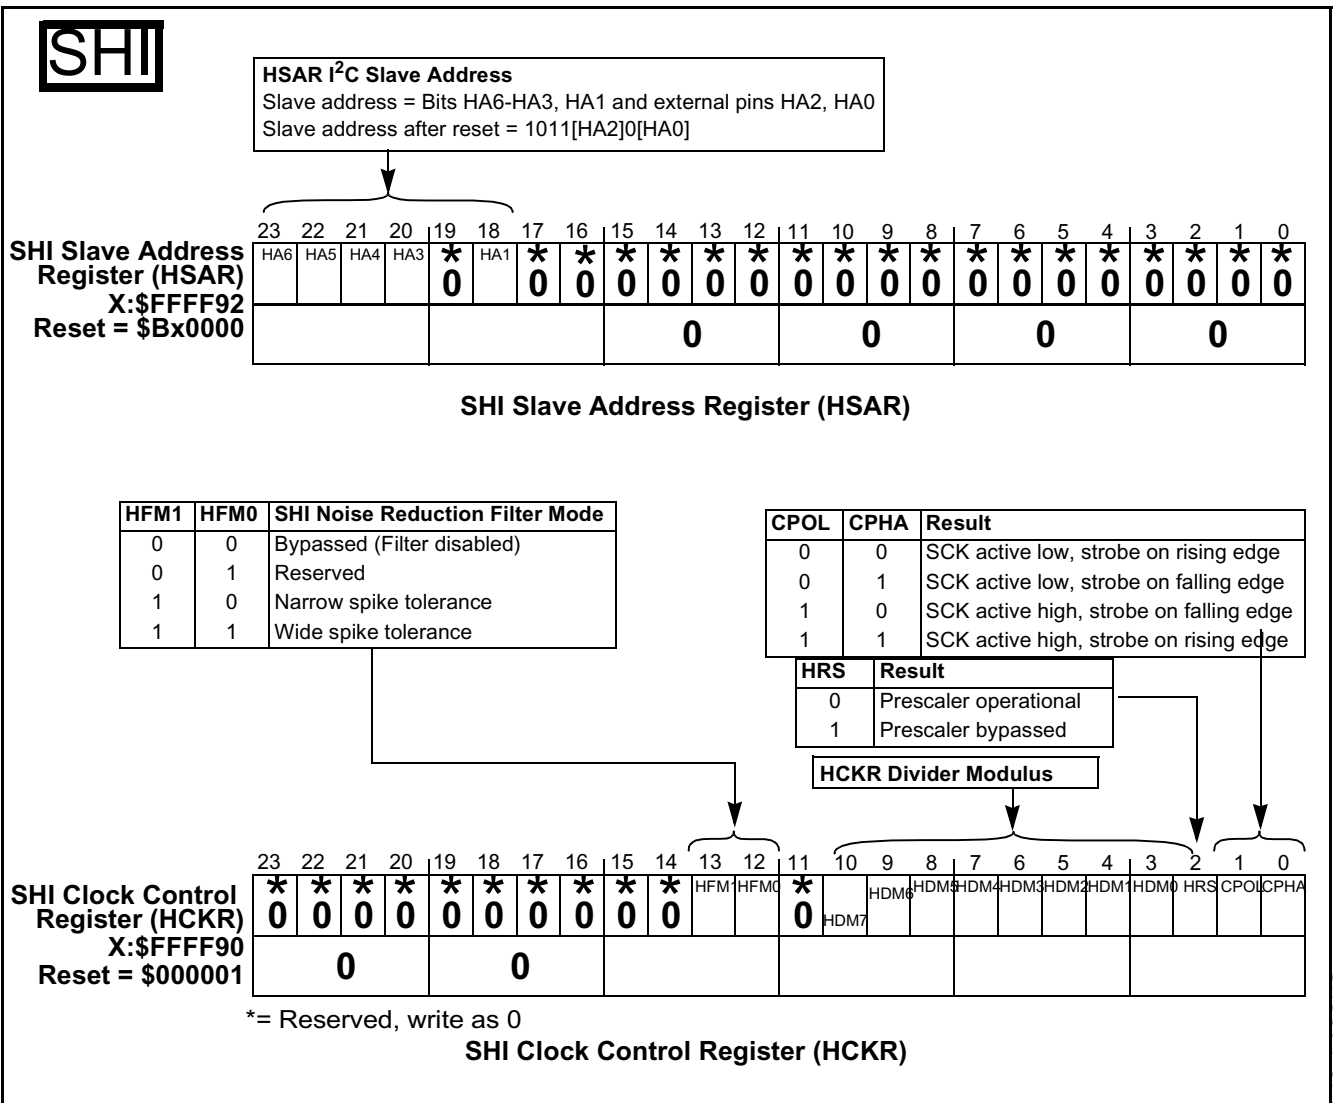 SHI
HSAR I²C Slave Address
Slave address = Bits HA6-HA3, HA1 and external pins HA2, HA0
Slave address after reset = 1011[HA2]0[HA0]
23 22 21 20 19 18 17 16 15 14 13 12 11 10 9 8 7 6 5 4 3 2 1 0
SHI Slave Address
Register (HSAR)
X:$FFFF92
Reset = $Bx0000
HA6 HA5 HA4 HA3 * HA1 * * * * * * * * * * * * * * * * * *
0 0 0 0 0 0 0 0 0 0 0 0 0 0 0 0 0 0 0
0 0 0 0
SHI Slave Address Register (HSAR)
HFM1 HFM0 SHI Noise Reduction Filter Mode
0 0 Bypassed (Filter disabled)
0 1 Reserved
1 0 Narrow spike tolerance
1 1 Wide spike tolerance
CPOL CPHA Result
0 0 SCK active low, strobe on rising edge
0 1 SCK active low, strobe on falling edge
1 0 SCK active high, strobe on falling edge
1 1 SCK active high, strobe on rising edge
HRS Result
0 Prescaler operational
1 Prescaler bypassed
HCKR Divider Modulus
23 22 21 20 19 18 17 16 15 14 13 12 11 10 9 8 7 6 5 4 3 2 1 0
SHI Clock Control
Register (HCKR)
X:$FFFF90
Reset = $000001
* * * * * * * * * * HFM1 HFM0 * HDM7 HDM6 HDM5 HDM4 HDM3 HDM2 HDM1 HDM0 HRS CPOL CPHA
0 0 0 0 0 0 0 0 0 0 0
0 0
*= Reserved, write as 0
SHI Clock Control Register (HCKR)